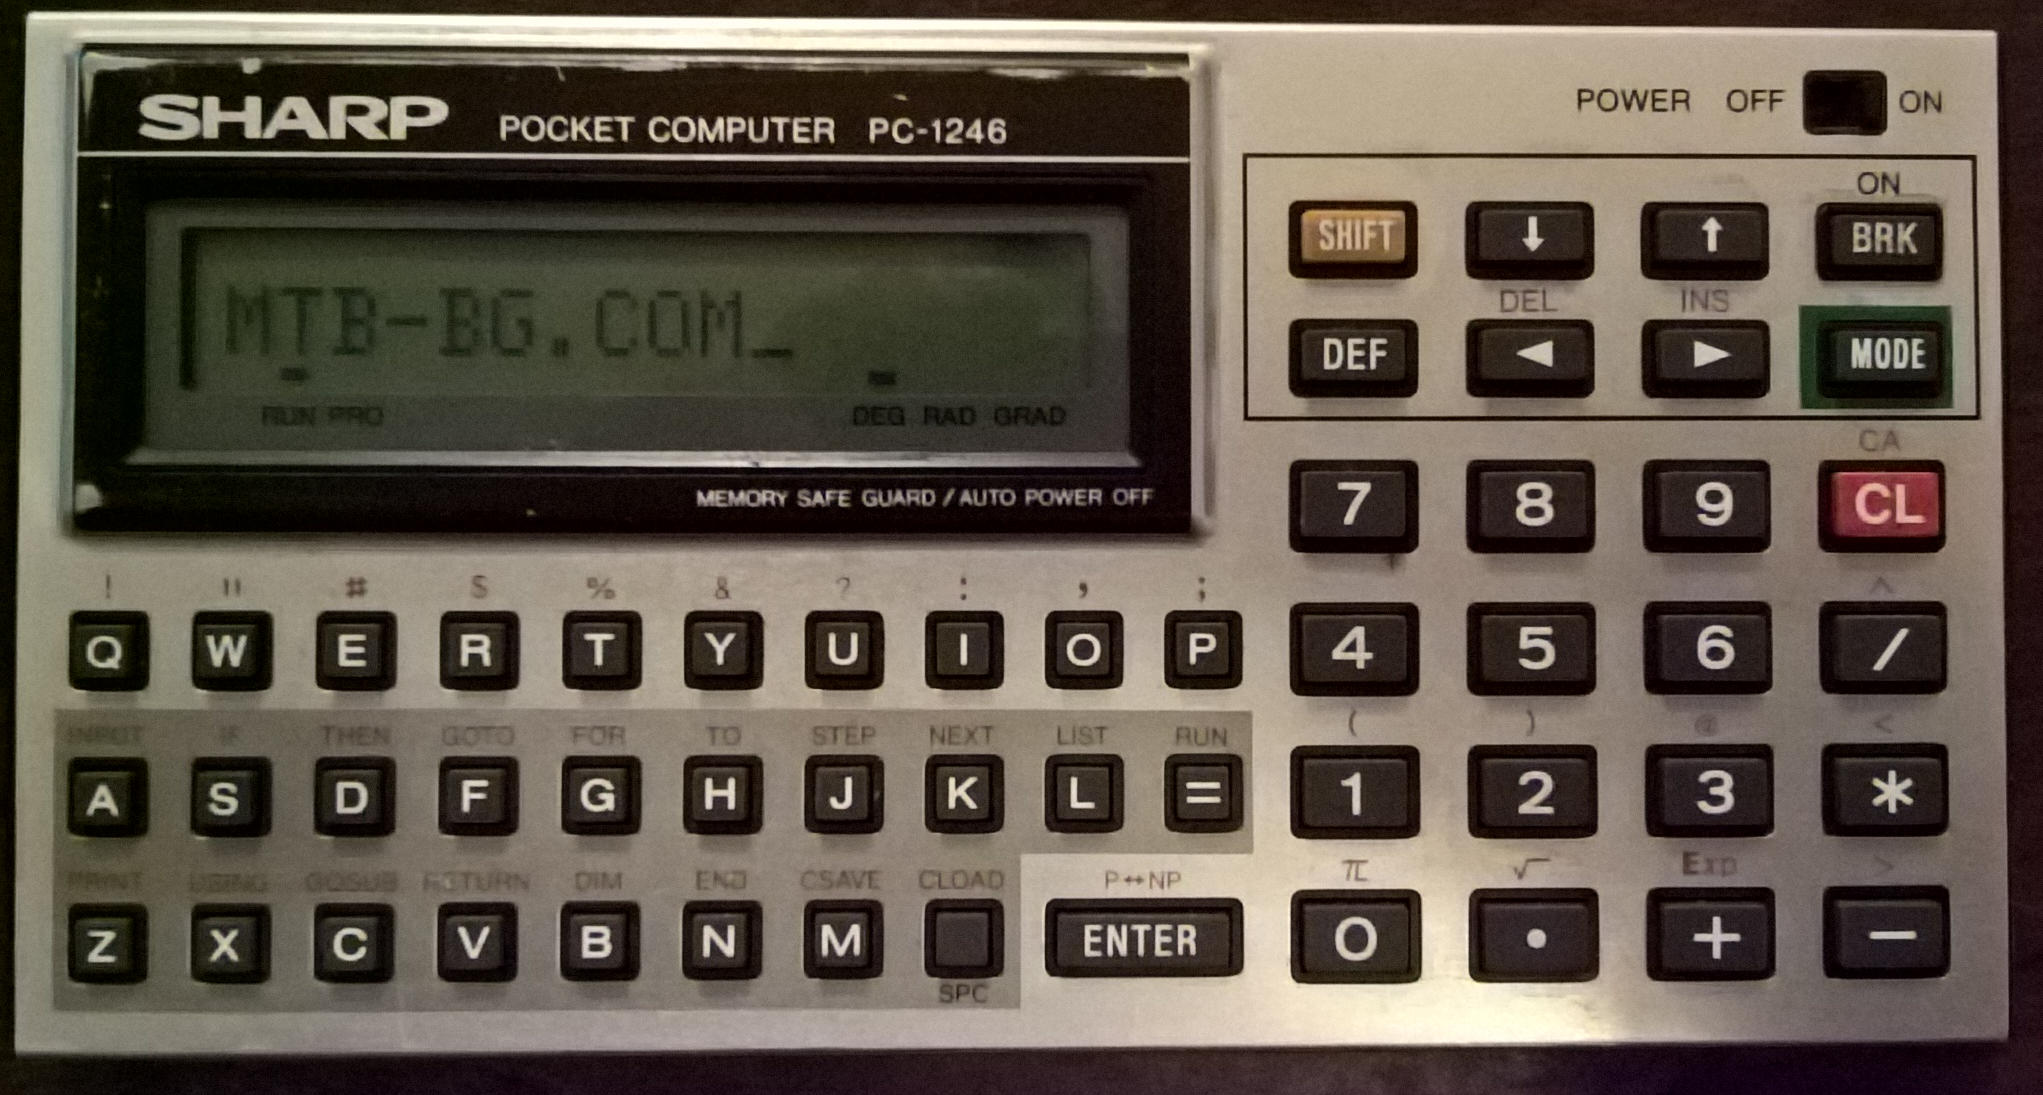 SHARP POCKET COMPUTER PC-1246
POWER OFF ON
MTB-BG.COM_
RUN PRO DEG RAD GRAD
MEMORY SAFE GUARD / AUTO POWER OFF
ON
SHIFT ↓ ↑ BRK
DEL INS
DEF ◀ ▶ MODE
CA
7 8 9 CL
^
4 5 6 /
( ) @ <
1 2 3 *
π √ Exp >
0 • + −
! " # $ % & ? : , ;
Q W E R T Y U I O P
INPUT IF THEN GOTO FOR TO STEP NEXT LIST RUN
A S D F G H J K L =
PRINT USING GOSUB RETURN DIM END CSAVE CLOAD P↔NP
Z X C V B N M ENTER
SPC